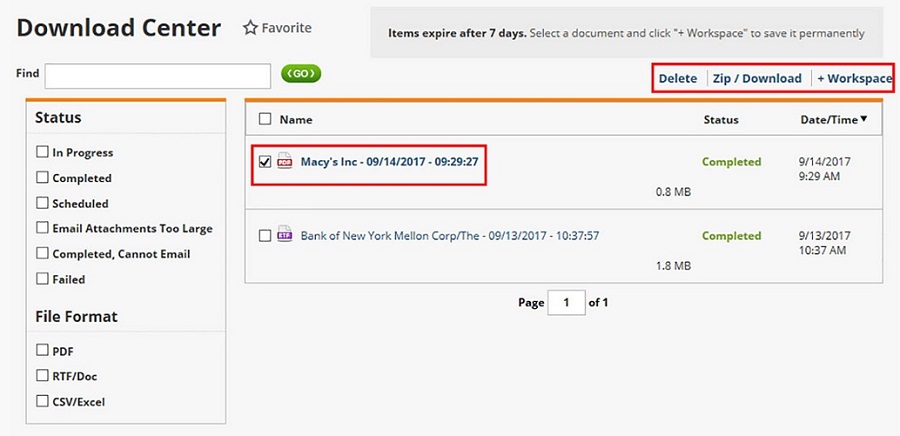 Download Center
Favorite
Items expire after 7 days. Select a document and click "+ Workspace" to save it permanently
Find
GO
Delete
Zip / Download
+ Workspace
Status
In Progress
Completed
Scheduled
Email Attachments Too Large
Completed, Cannot Email
Failed
File Format
PDF
RTF/Doc
CSV/Excel
Name
Status
Date/Time▼
PDF
Macy's Inc - 09/14/2017 - 09:29:27
Completed
9/14/2017
9:29 AM
0.8 MB
RTF
Bank of New York Mellon Corp/The - 09/13/2017 - 10:37:57
Completed
9/13/2017
10:37 AM
1.8 MB
Page 1 of 1